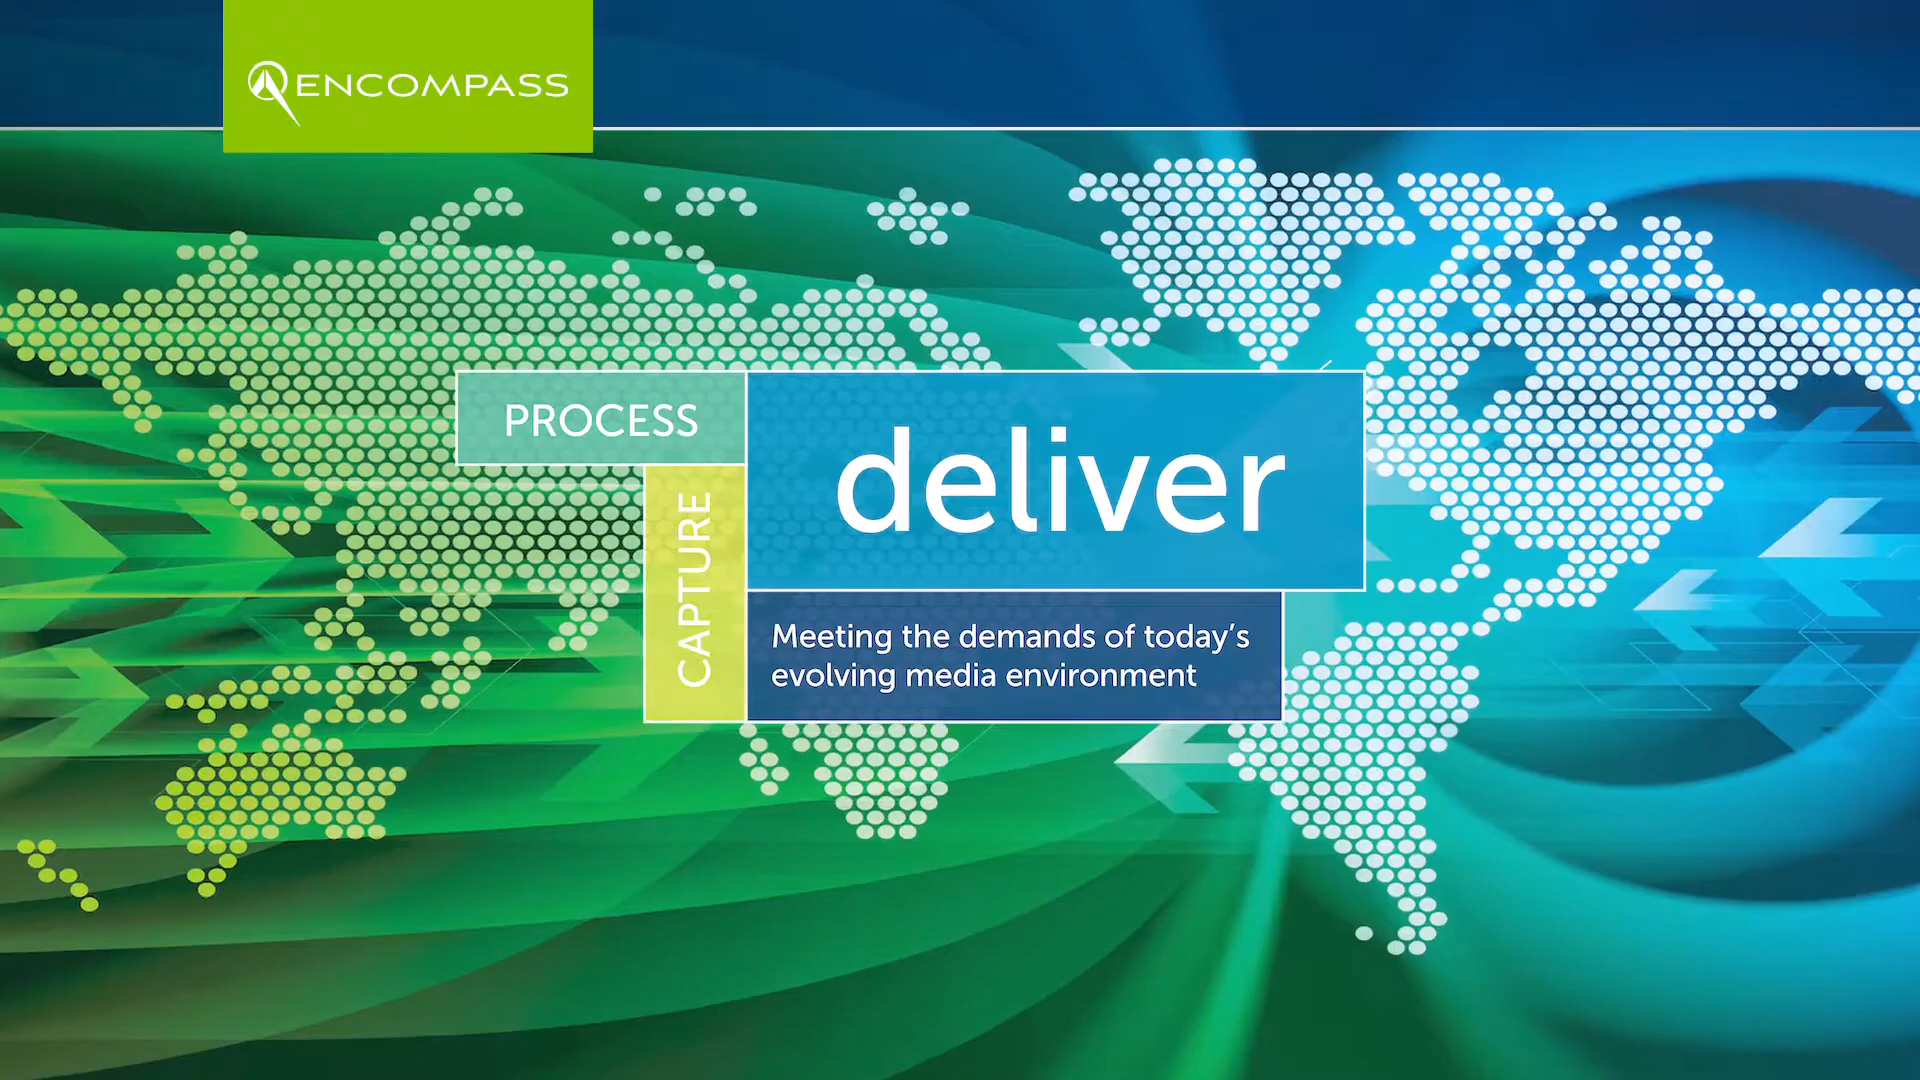 ENCOMPASS
PROCESS
deliver
CAPTURE
Meeting the demands of today’s
evolving media environment